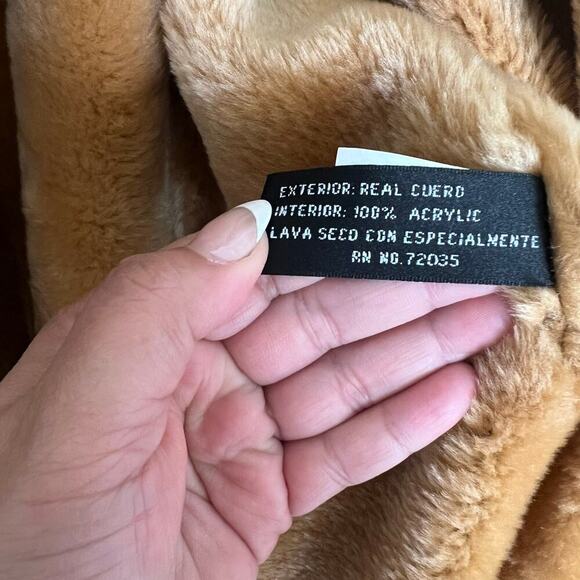 EXTERIOR: REAL CUERO
INTERIOR: 100% ACRYLIC
LAVA SECO CON ESPECIALMENTE
RN NO.72035